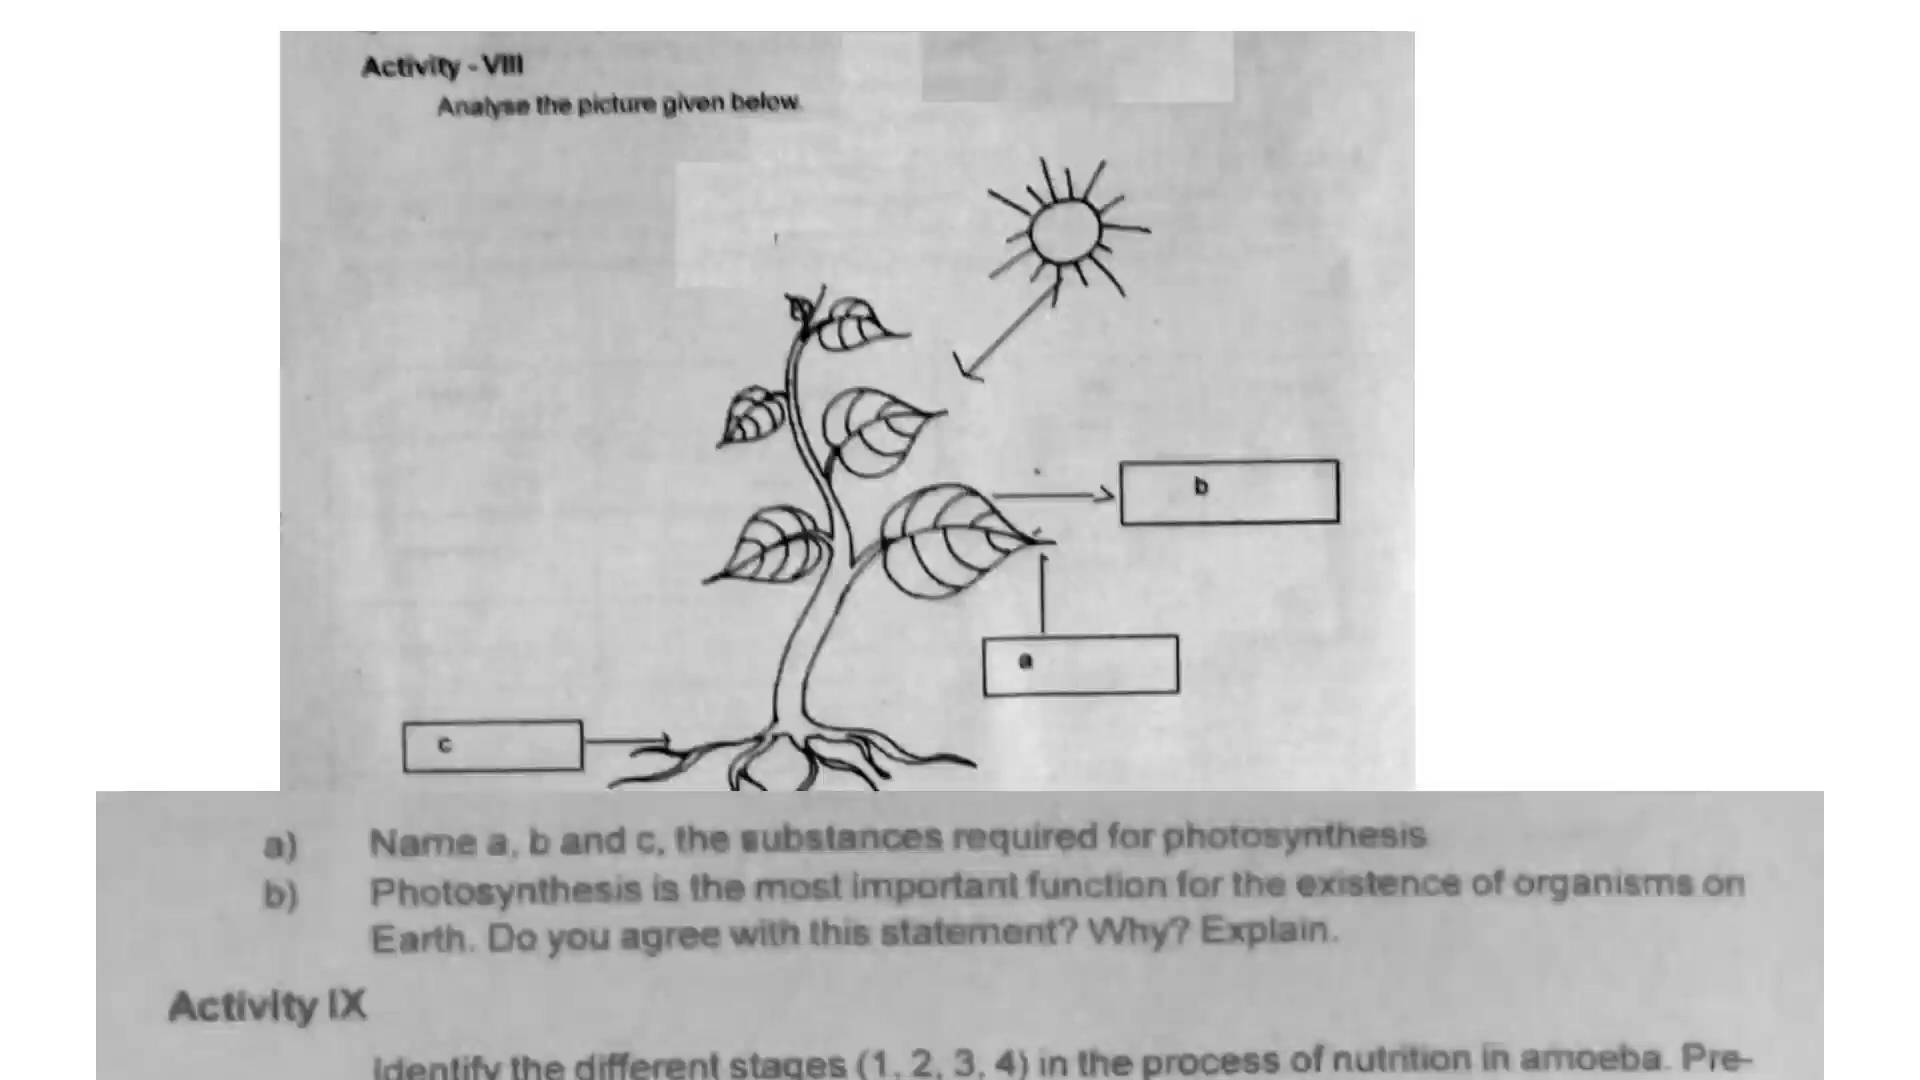 Activity - VIII
Analyse the picture given below.
b
a
c
a) Name a, b and c, the substances required for photosynthesis
b) Photosynthesis is the most important function for the existence of organisms on
Earth. Do you agree with this statement? Why? Explain.
Activity IX
Identify the different stages (1, 2, 3, 4) in the process of nutrition in amoeba. Pre-